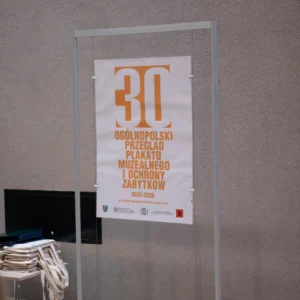 30
OGÓLNOPOLSKI
PRZEGLĄD
PLAKATU
MUZEALNEGO
I OCHRONY
ZABYTKÓW